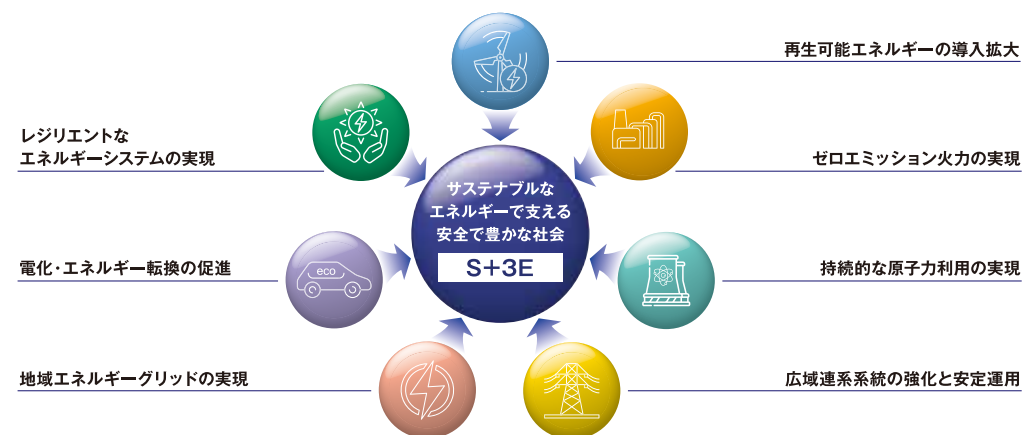 再生可能エネルギーの導入拡大
レジリエントな
エネルギーシステムの実現
ゼロエミッション火力の実現
サステナブルな
エネルギーで支える
安全で豊かな社会
S+3E
電化・エネルギー転換の促進
eco
持続的な原子力利用の実現
地域エネルギーグリッドの実現
広域連系系統の強化と安定運用